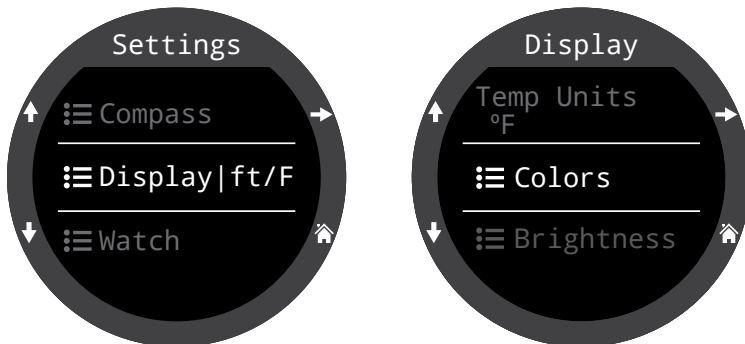 Settings
Compass
Display|ft/F
Watch
Display
Temp Units
ºF
Colors
Brightness